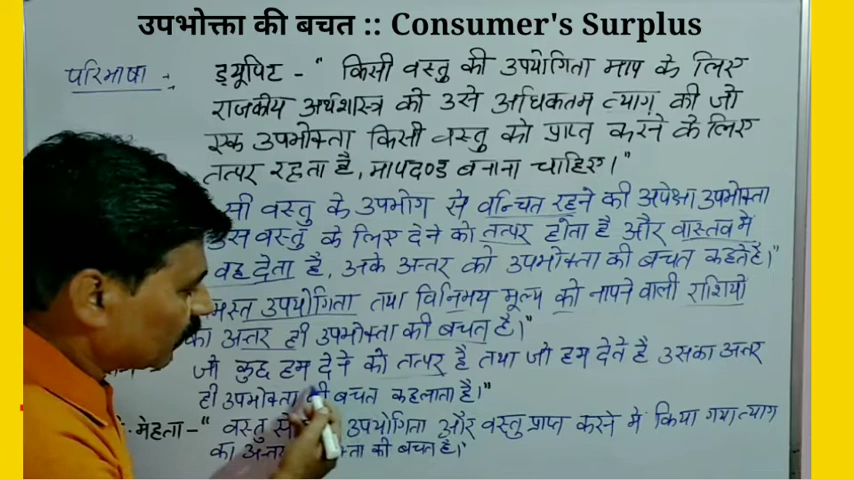 उपभोक्ता की बचत :: Consumer's Surplus
परिभाषा :- ड्यूपिट - " किसी वस्तु की उपयोगिता माप के लिए
राजकीय अर्थशास्त्र को उसे अधिकतम त्याग की जो
एक उपभोक्ता किसी वस्तु को प्राप्त करने के लिए
तत्पर रहता है, मापदण्ड बनाना चाहिए।"
सी वस्तु के उपभोग से वन्चित रहने की अपेक्षा उपभोक्ता
उस वस्तु के लिए देने को तत्पर होता है और वास्तव मे
वह देता है, अके अन्तर को उपभोक्ता की बचत कहतेहै।"
मस्त उपयोगिता तथा विनिमय मूल्य को नापने वाली राशियो
का अन्तर ही उपभोक्ता की बचत है।"
जो कुछ हम देने को तत्पर है तथा जो हम देते है उसका अन्तर
ही उपभोक्ता की बचत कहलाता है।"
मेहता - " वस्तु से उपयोगिता और वस्तु प्राप्त करने मे किया गया त्याग
का अन्तर की बचत है।"